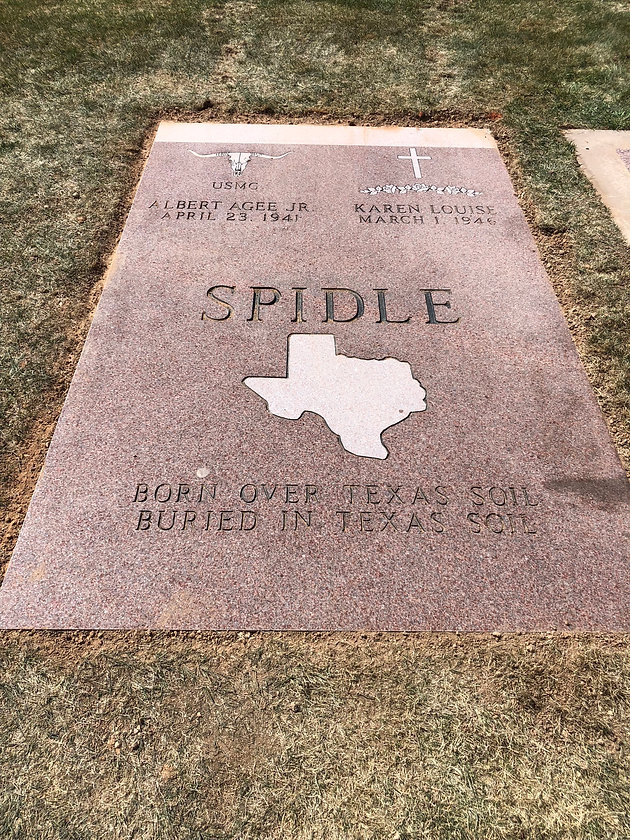 USMC
ALBERT AGEE JR.
APRIL 23, 1941
KAREN LOUISE
MARCH 1, 1946
SPIDLE
BORN OVER TEXAS SOIL
BURIED IN TEXAS SOIL